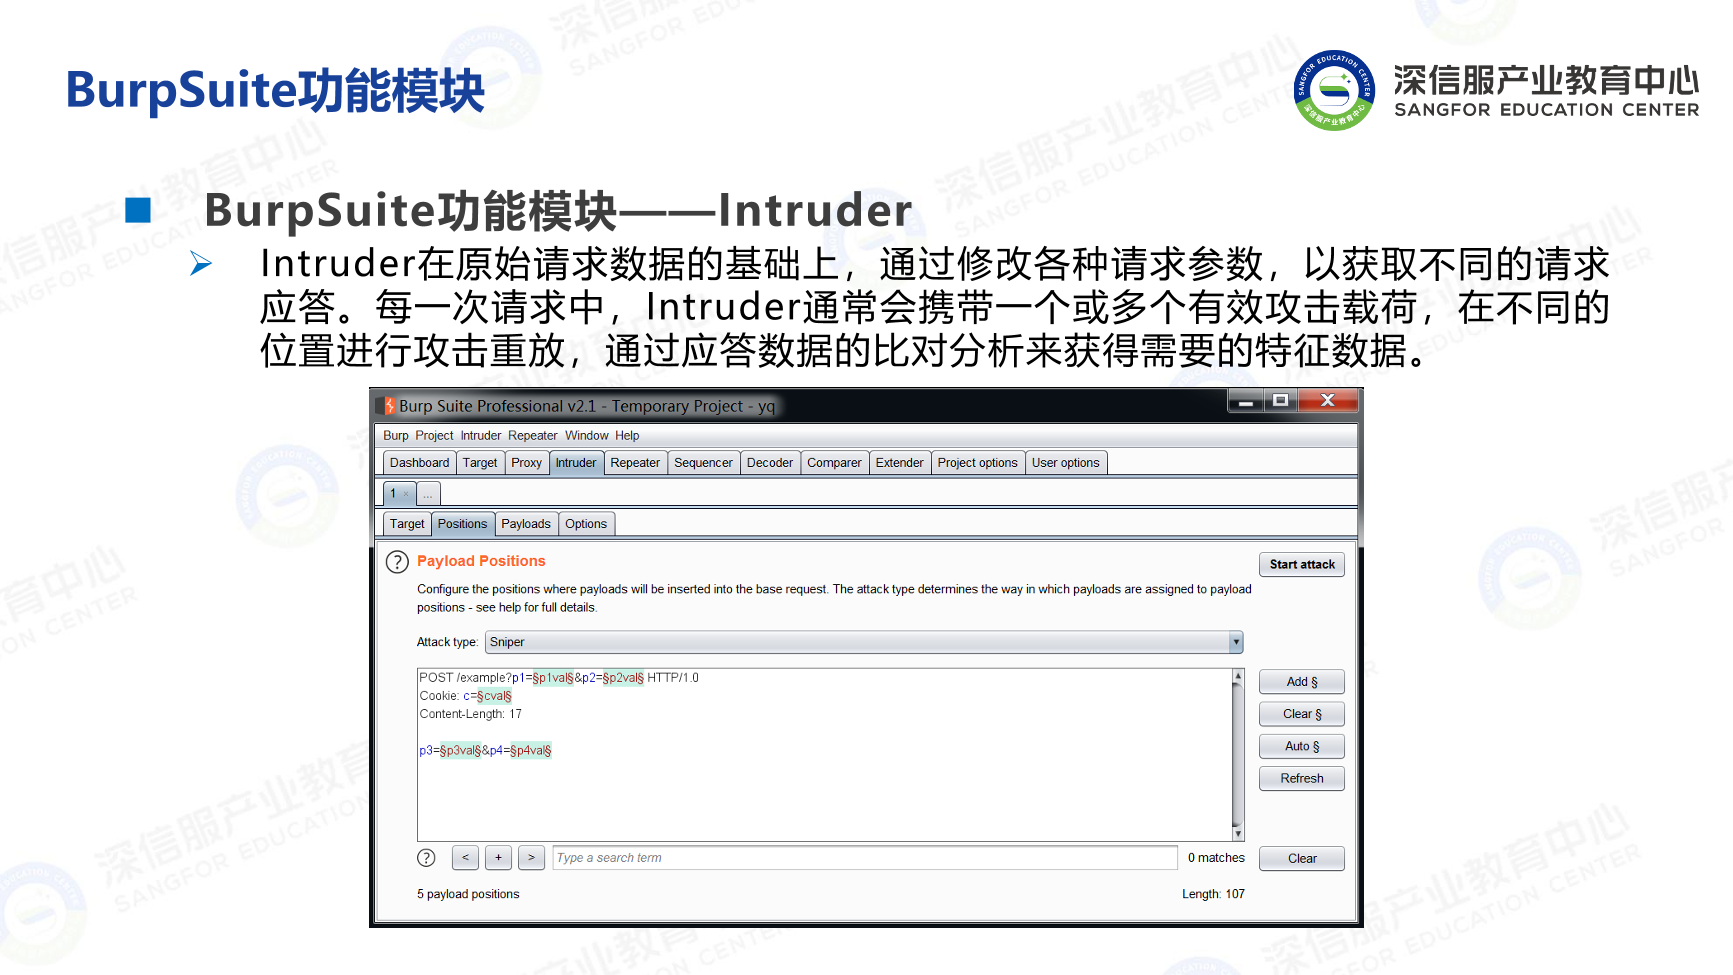 BurpSuite功能模块
深信服产业教育中心
SANGFOR EDUCATION CENTER
BurpSuite功能模块——Intruder
Intruder在原始请求数据的基础上，通过修改各种请求参数，以获取不同的请求
应答。每一次请求中，Intruder通常会携带一个或多个有效攻击载荷，在不同的
位置进行攻击重放，通过应答数据的比对分析来获得需要的特征数据。
Burp Suite Professional v2.1 - Temporary Project - yq
Burp Project Intruder Repeater Window Help
Dashboard Target Proxy Intruder Repeater Sequencer Decoder Comparer Extender Project options User options
1 × ...
Target Positions Payloads Options
? Payload Positions
Start attack
Configure the positions where payloads will be inserted into the base request. The attack type determines the way in which payloads are assigned to payload
positions - see help for full details.
Attack type: Sniper
POST /example?p1=§p1val§&p2=§p2val§ HTTP/1.0
Cookie: c=§cval§
Content-Length: 17
p3=§p3val§&p4=§p4val§
Add §
Clear §
Auto §
Refresh
? < + > Type a search term 0 matches Clear
5 payload positions Length: 107